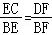 EC/BE = DF/BF